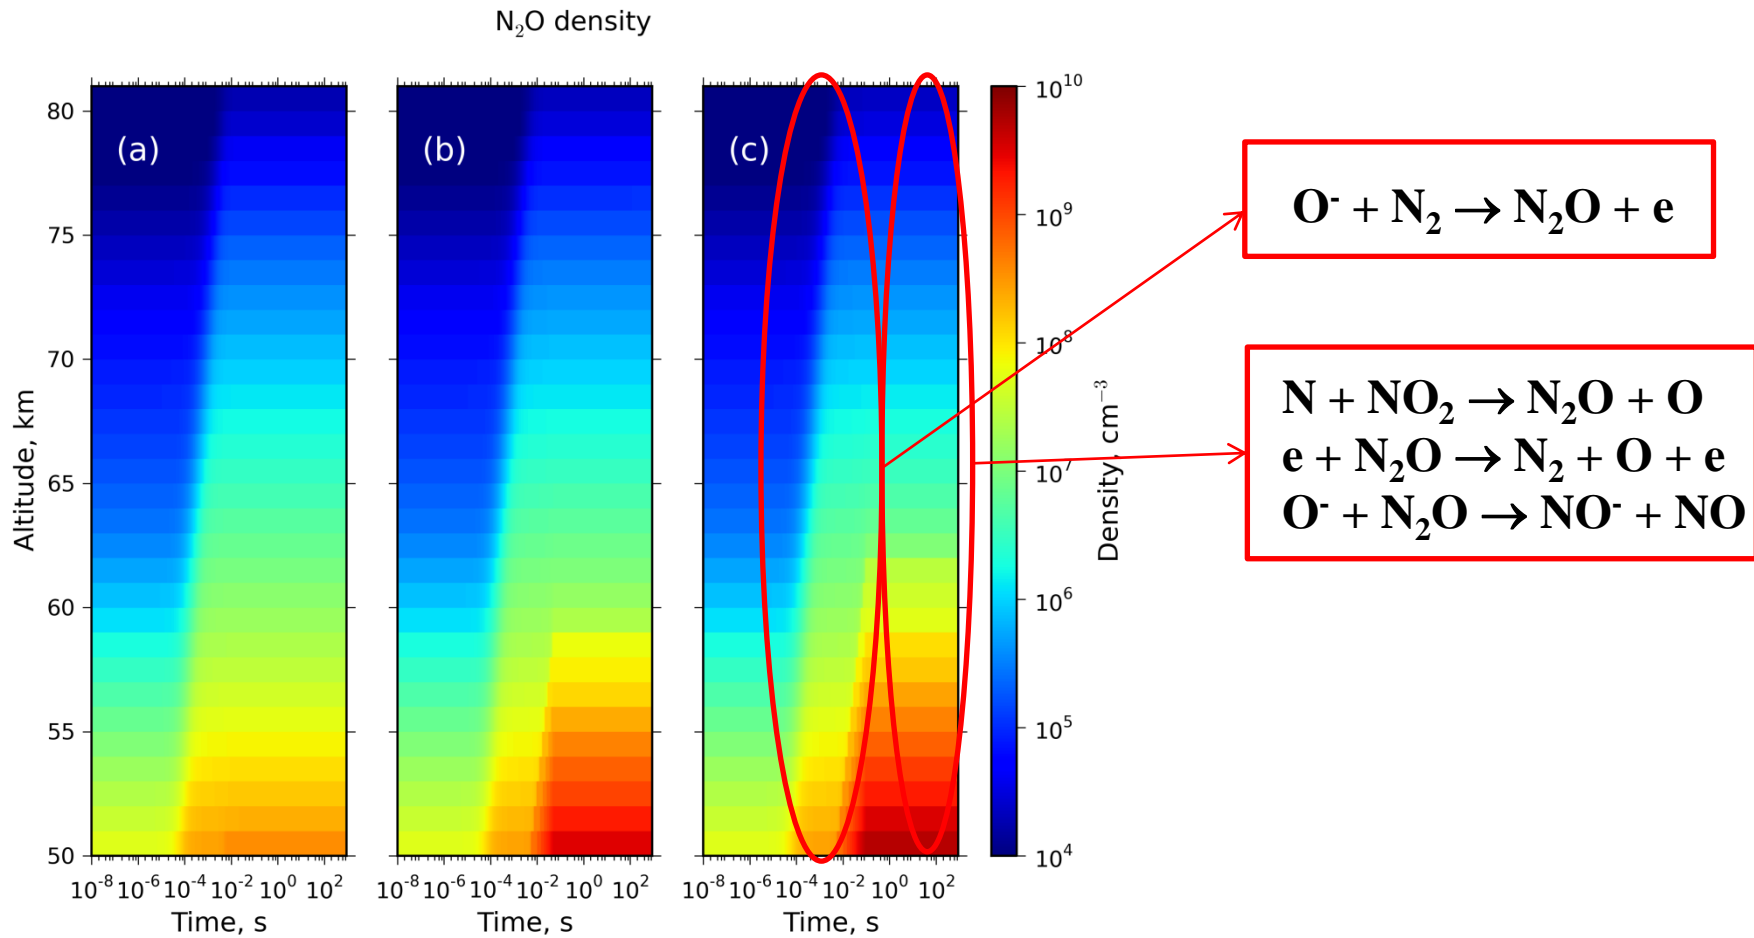 N₂O density
(a)
(b)
(c)
80
75
70
65
60
55
50
Altitude, km
10⁻⁸ 10⁻⁶ 10⁻⁴ 10⁻² 10⁰ 10²
Time, s
10⁻⁸ 10⁻⁶ 10⁻⁴ 10⁻² 10⁰ 10²
Time, s
10⁻⁸ 10⁻⁶ 10⁻⁴ 10⁻² 10⁰ 10²
Time, s
10¹⁰
10⁹
10⁸
10⁷
10⁶
10⁵
10⁴
Density, cm⁻³
O⁻ + N₂ → N₂O + e
N + NO₂ → N₂O + O
e + N₂O → N₂ + O + e
O⁻ + N₂O → NO⁻ + NO